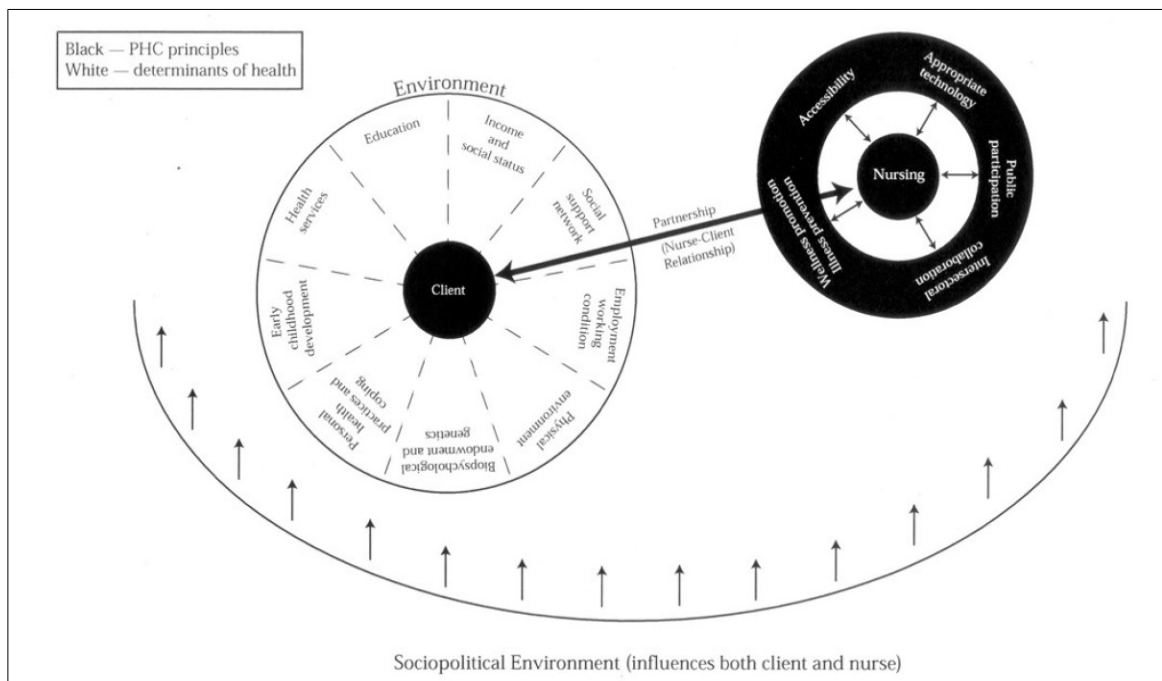 Black — PHC principles
White — determinants of health
Environment
Education
Income
and
social status
Social
support
network
Employment
working
condition
Physical
environment
Biopsychological
endowment and
genetics
Personal
health
practices and
coping
Early
childhood
development
Health
services
Client
Partnership
(Nurse-Client
Relationship)
Nursing
Accessibility
Appropriate
technology
Public
participation
Intersectoral
collaboration
Wellness promotion
Illness prevention
Sociopolitical Environment (influences both client and nurse)